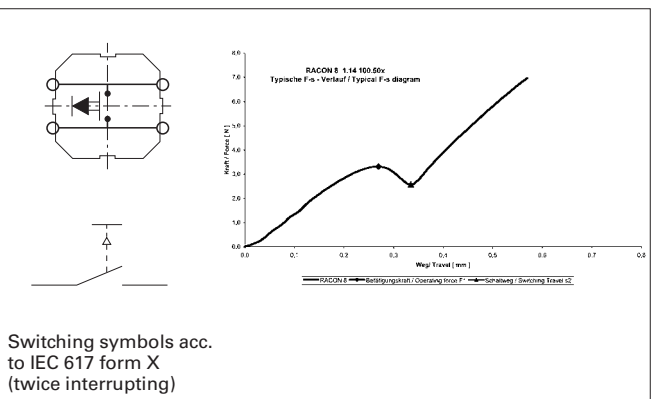 RACON 8 1.14 100.50x
Typische F-s - Verlauf / Typical F-s diagram
Kraft / Force [ N ]
8,0
7,0
6,0
5,0
4,0
3,0
2,0
1,0
0,0
0,0 0,1 0,2 0,3 0,4 0,5 0,6 0,7 0,8
Weg/ Travel [ mm ]
RACON 8 Betätigungskraft / Operating force F1 Schaltweg / Switching Travel s2
Switching symbols acc.
to IEC 617 form X
(twice interrupting)